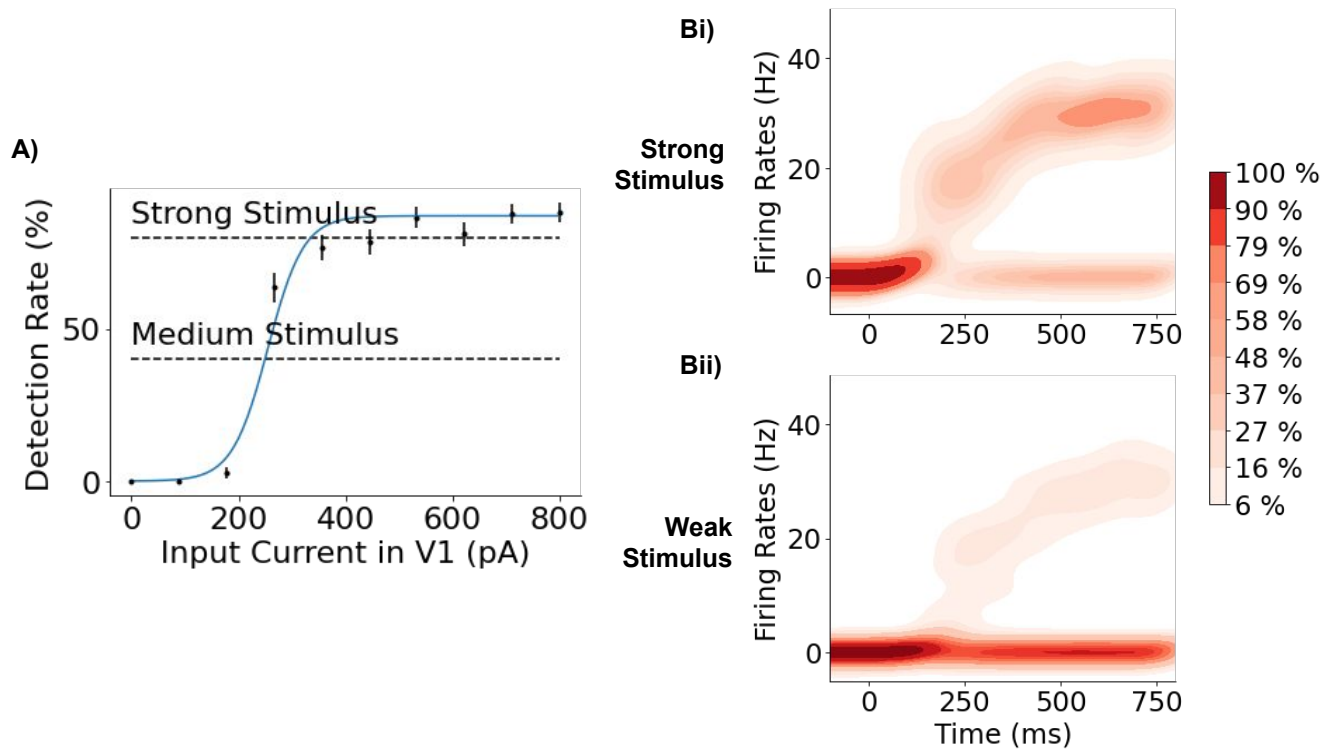 A)
Detection Rate (%)
50
0
Strong Stimulus
Medium Stimulus
0 200 400 600 800
Input Current in V1 (pA)
Bi)
Strong
Stimulus
Firing Rates (Hz)
40
20
0
0 250 500 750
Bii)
Weak
Stimulus
Firing Rates (Hz)
40
20
0
0 250 500 750
Time (ms)
100 %
90 %
79 %
69 %
58 %
48 %
37 %
27 %
16 %
6 %